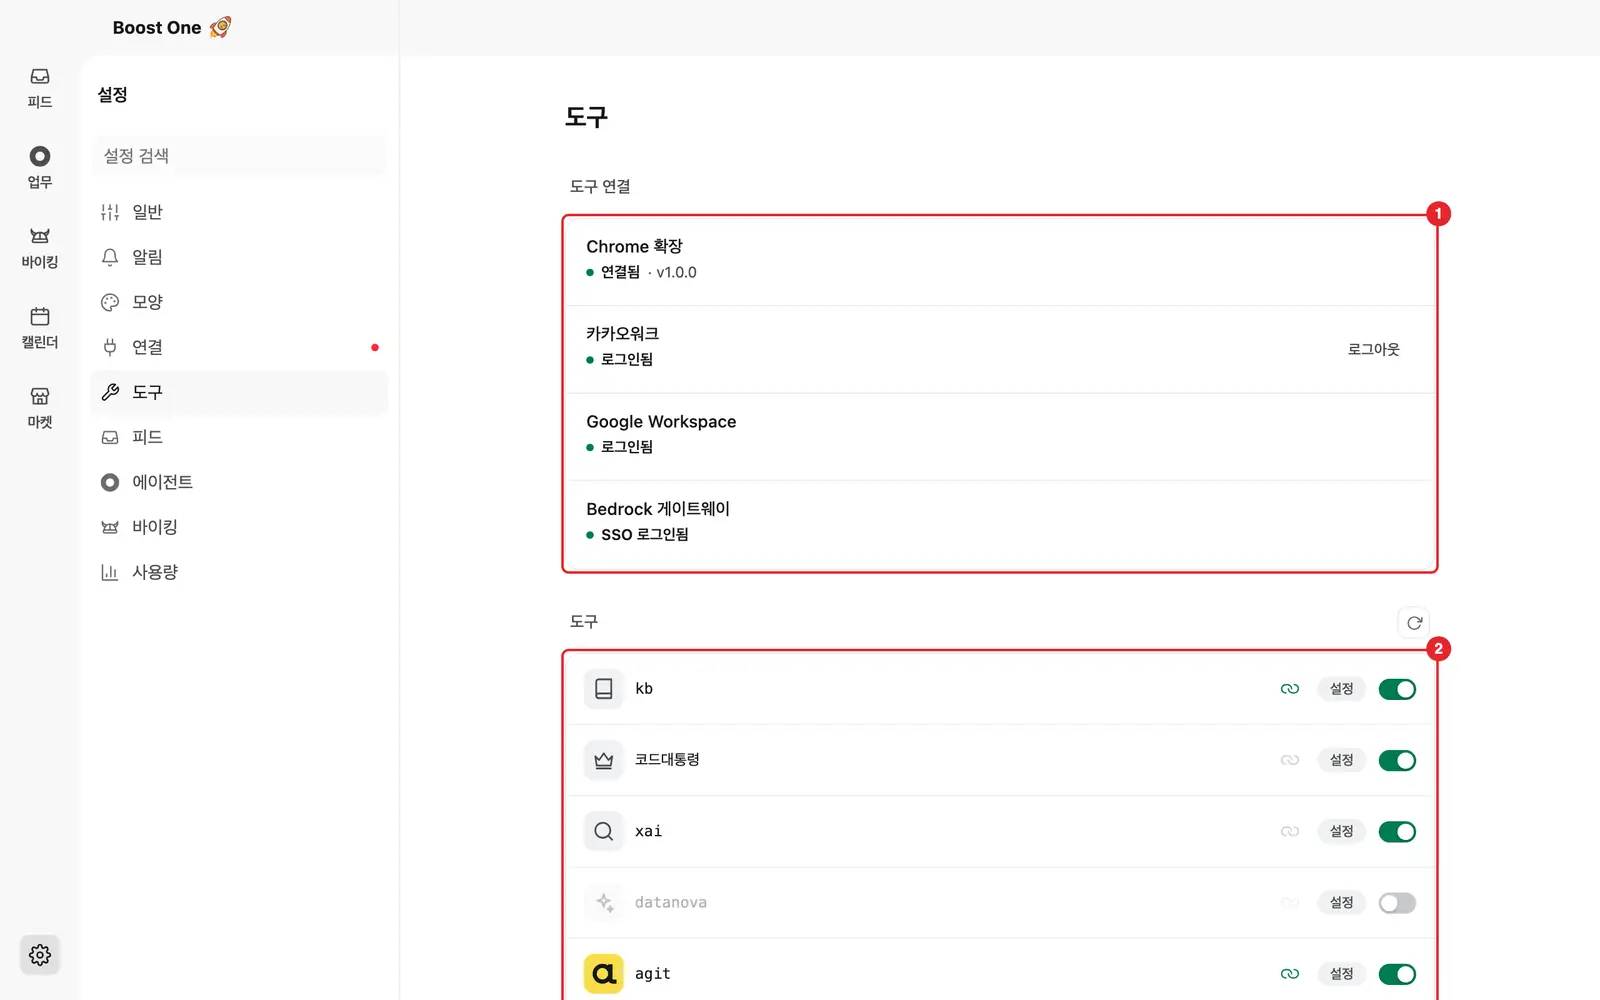 Boost One 🚀
피드
업무
바이킹
캘린더
마켓
설정
설정 검색
일반
알림
모양
연결
도구
피드
에이전트
바이킹
사용량
도구
도구 연결
1
Chrome 확장
연결됨 · v1.0.0
카카오워크
로그인됨
로그아웃
Google Workspace
로그인됨
Bedrock 게이트웨이
SSO 로그인됨
도구
2
kb
설정
코드대통령
설정
xai
설정
datanova
설정
a
agit
설정